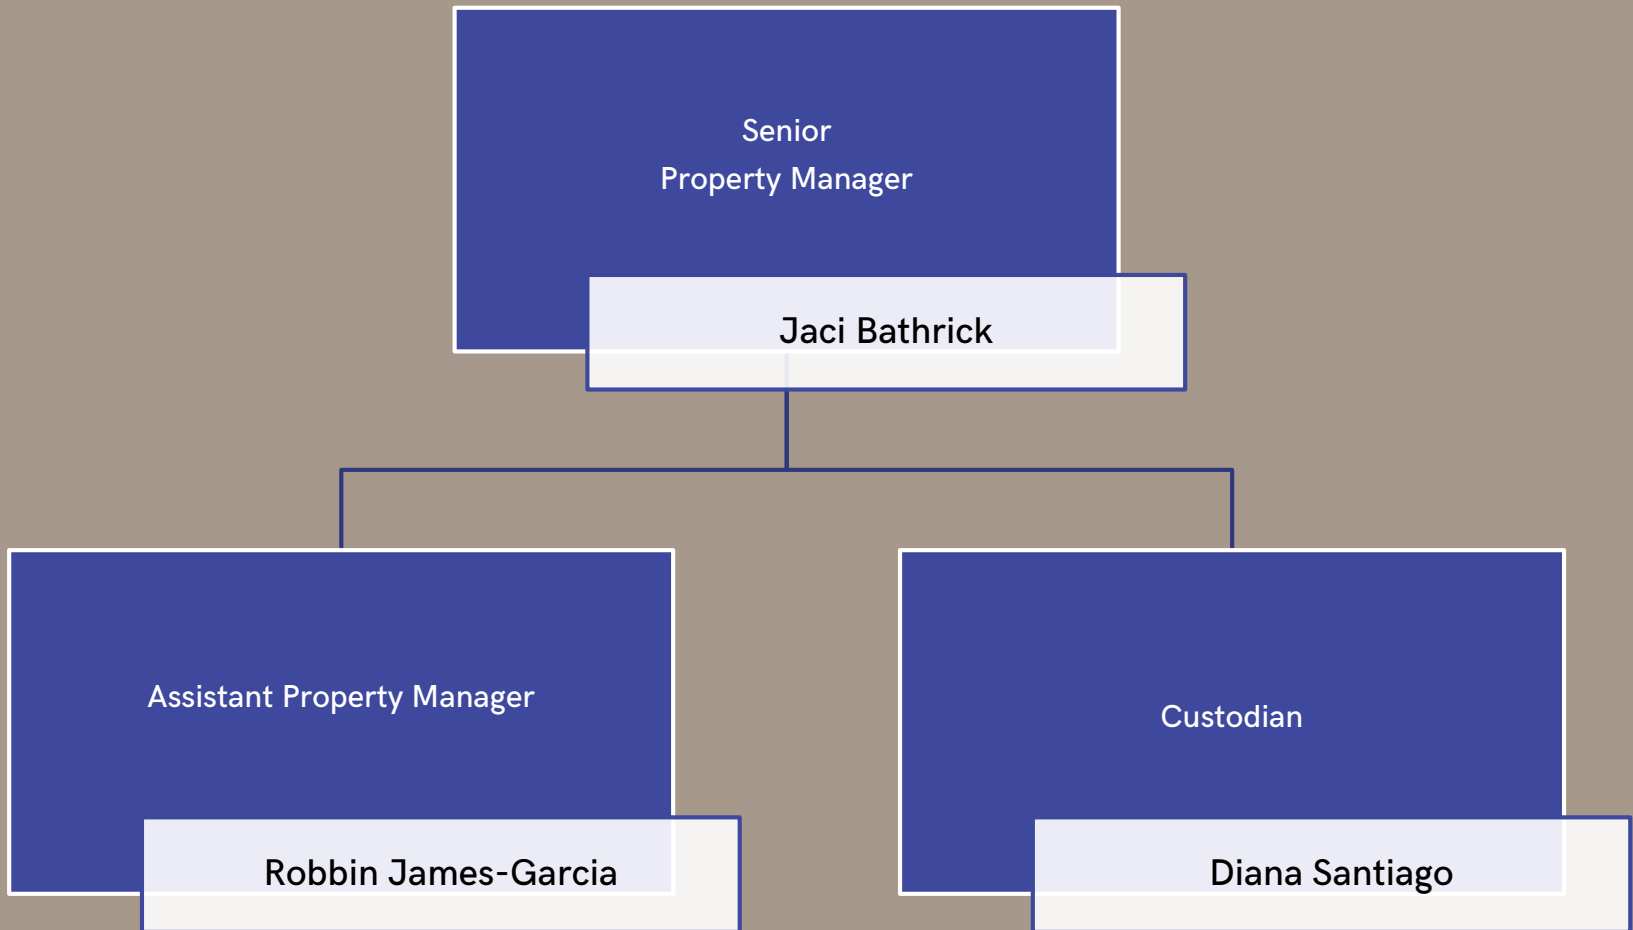 Senior
Property Manager
Jaci Bathrick
Assistant Property Manager
Robbin James-Garcia
Custodian
Diana Santiago